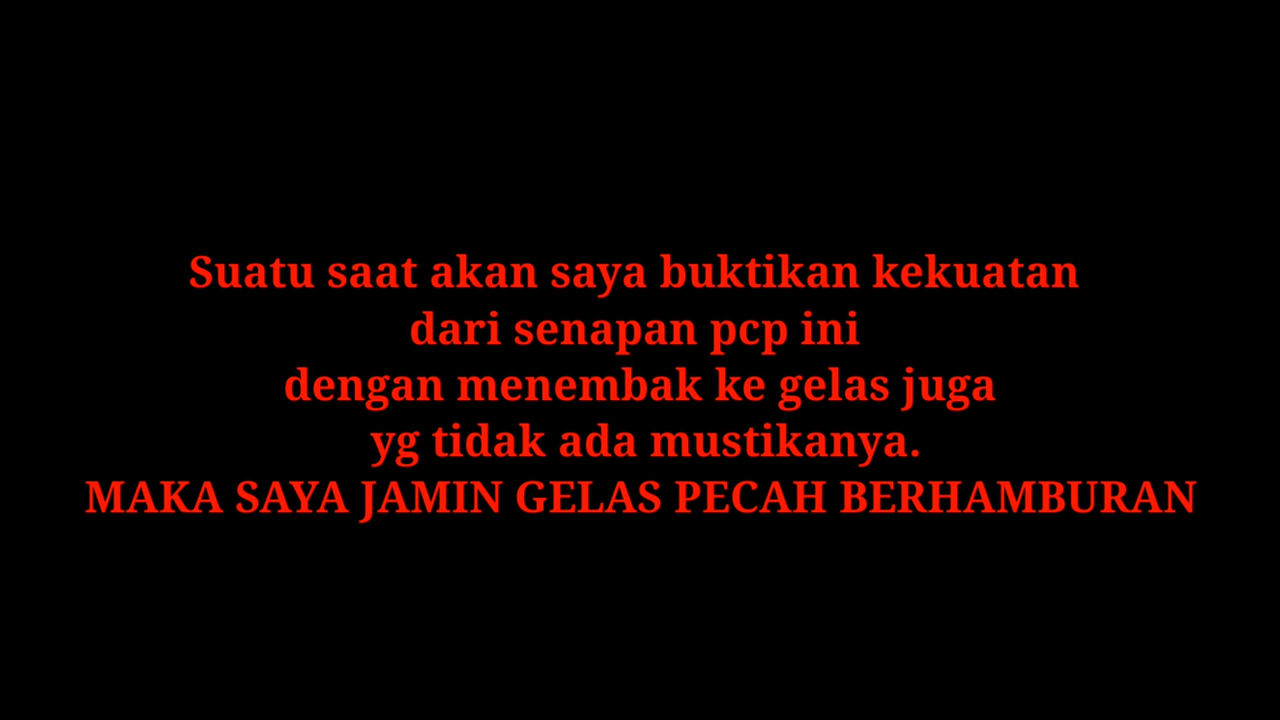 Suatu saat akan saya buktikan kekuatan
dari senapan pcp ini
dengan menembak ke gelas juga
yg tidak ada mustikanya.
MAKA SAYA JAMIN GELAS PECAH BERHAMBURAN